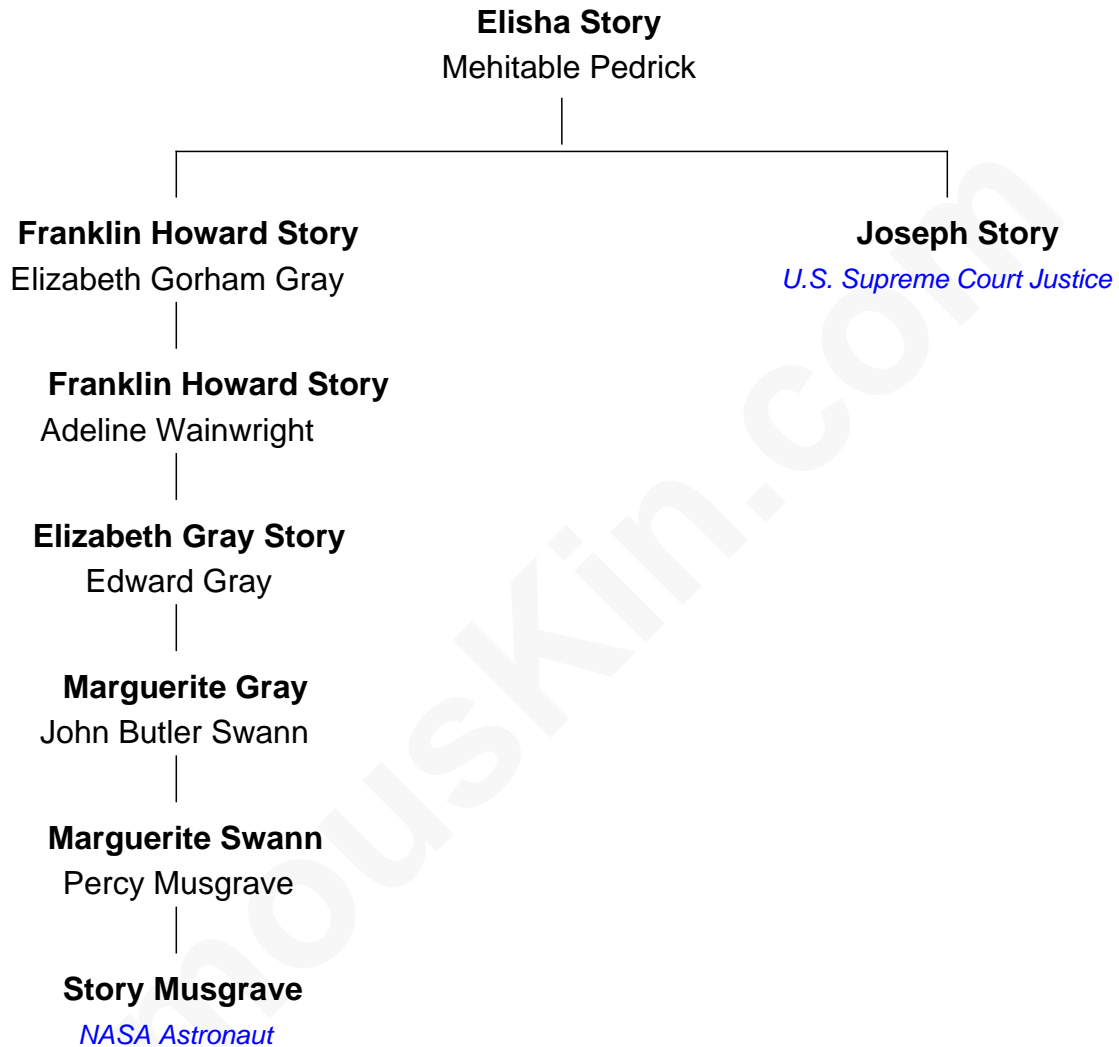 Elisha Story
Mehitable Pedrick
Franklin Howard Story
Joseph Story
Elizabeth Gorham Gray
U.S. Supreme Court Justice
Franklin Howard Story
Adeline Wainwright
Elizabeth Gray Story
Edward Gray
Marguerite Gray
John Butler Swann
Marguerite Swann
Percy Musgrave
Story Musgrave
NASA Astronaut
mouskin.com